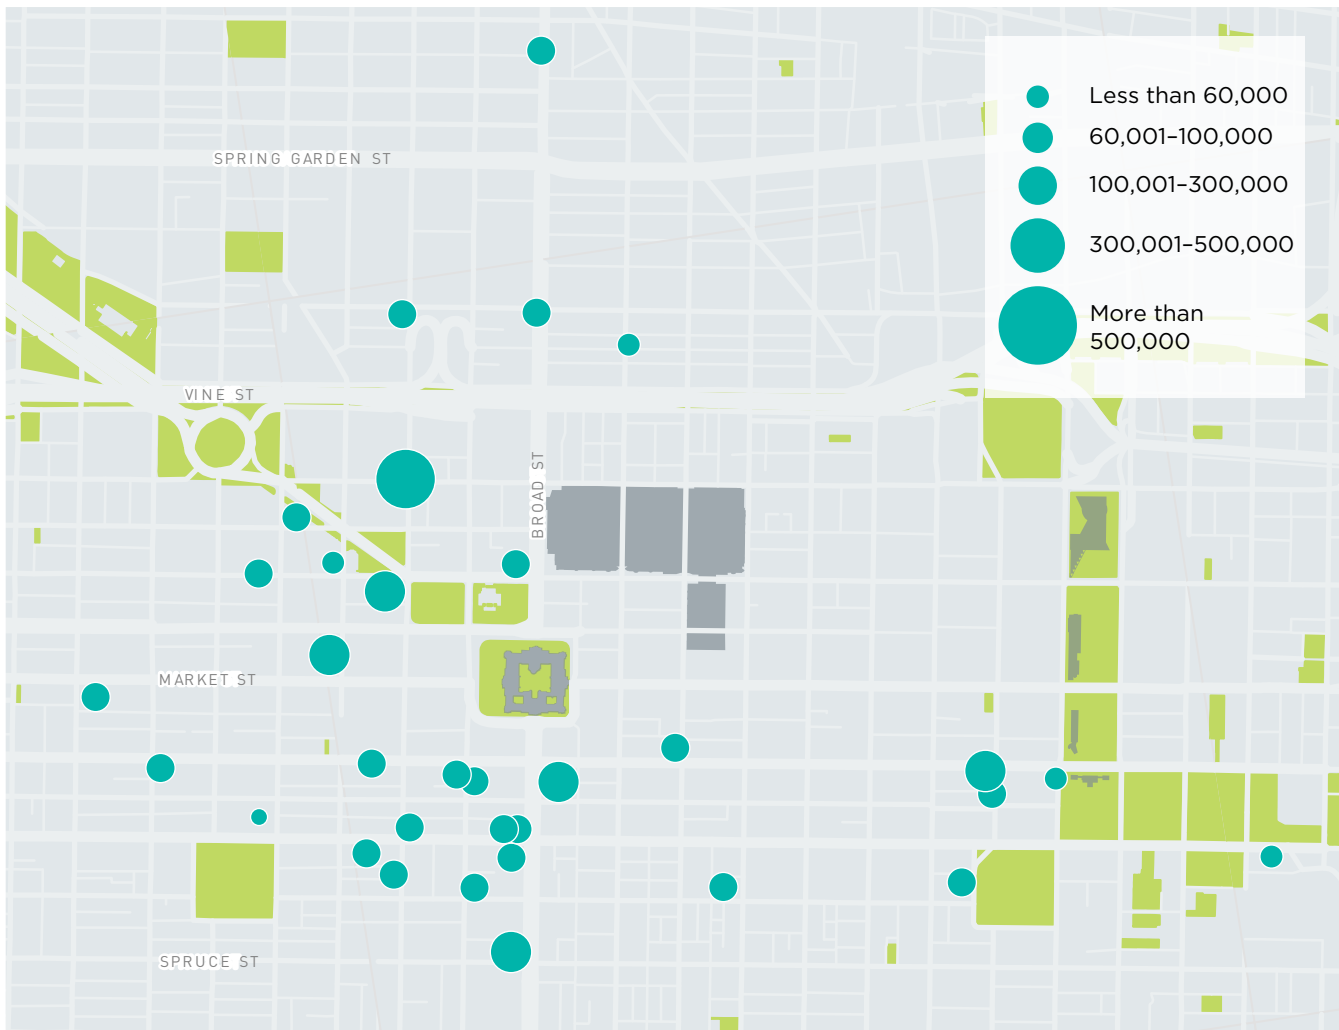 Less than 60,000
60,001–100,000
SPRING GARDEN ST
100,001–300,000
300,001–500,000
More than
500,000
VINE ST
BROAD ST
MARKET ST
SPRUCE ST